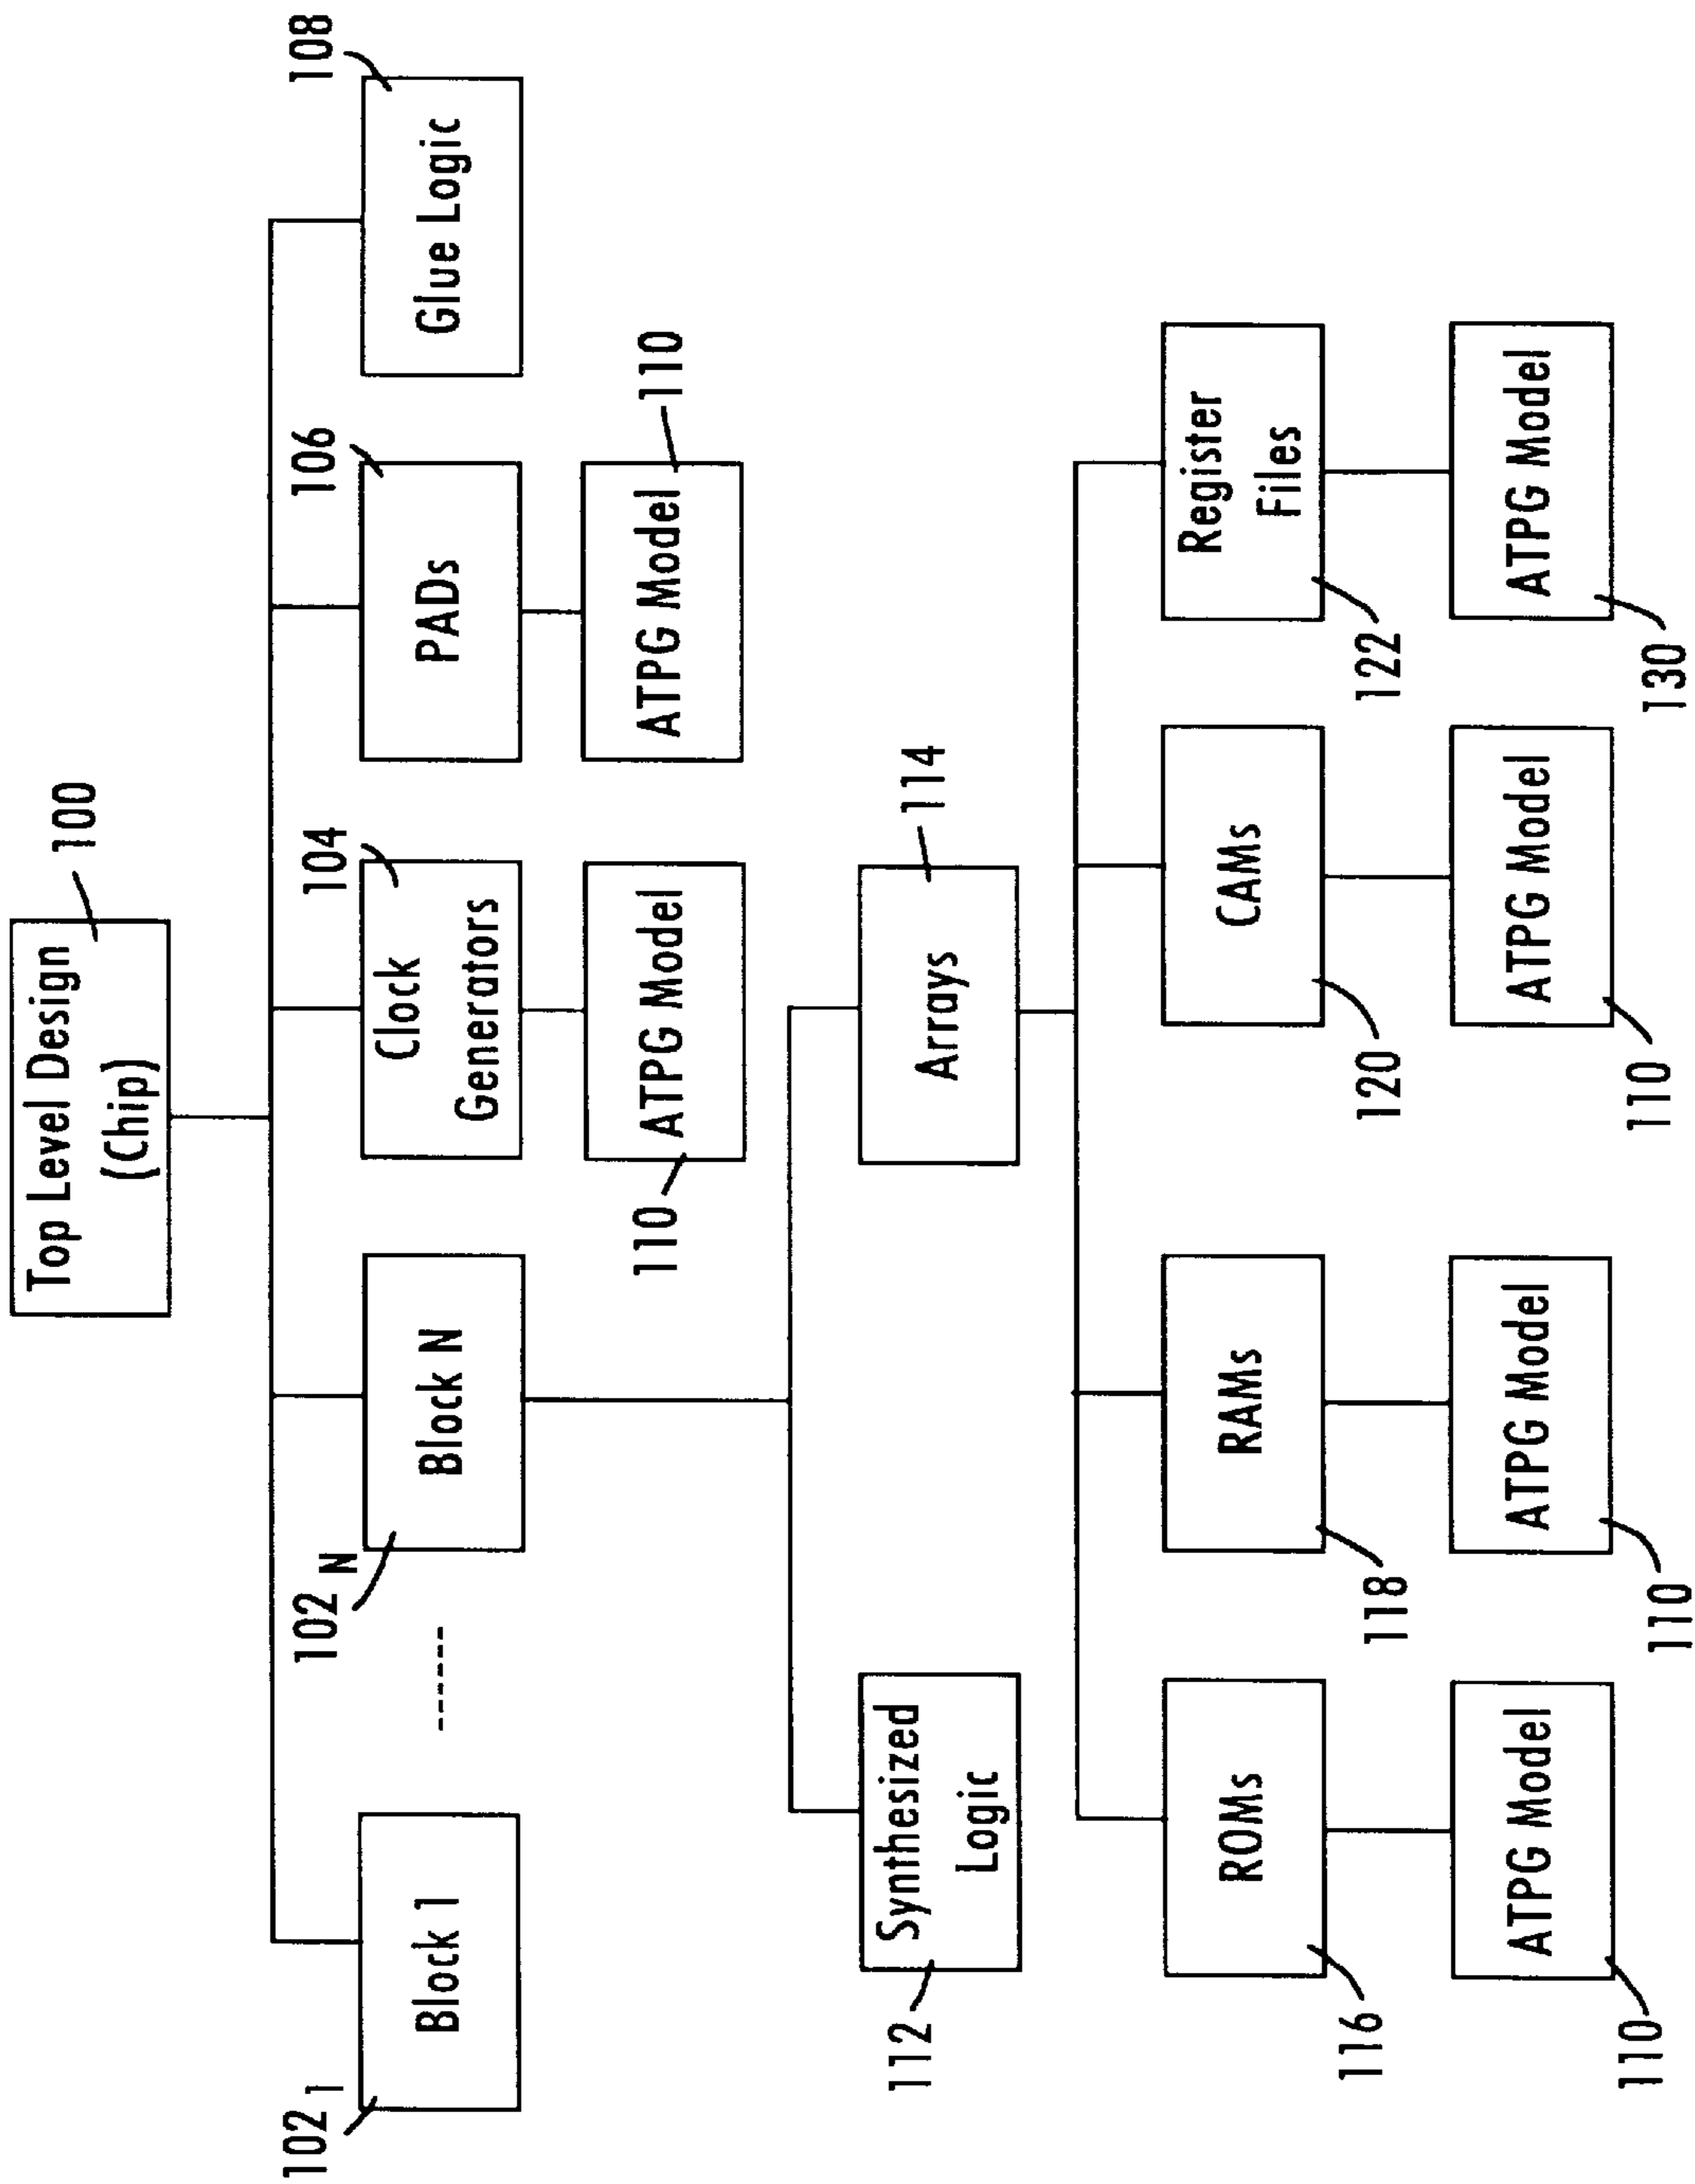 Top Level Design
(Chip)
100
102 1
Block 1
------
102 N
Block N
104
Clock
Generators
106
PADs
108
Glue Logic
110
ATPG Model
ATPG Model
110
112
Synthesized
Logic
Arrays
114
116
ROMs
118
RAMs
120
CAMs
122
Register
Files
110
ATPG Model
110
ATPG Model
110
ATPG Model
130
ATPG Model